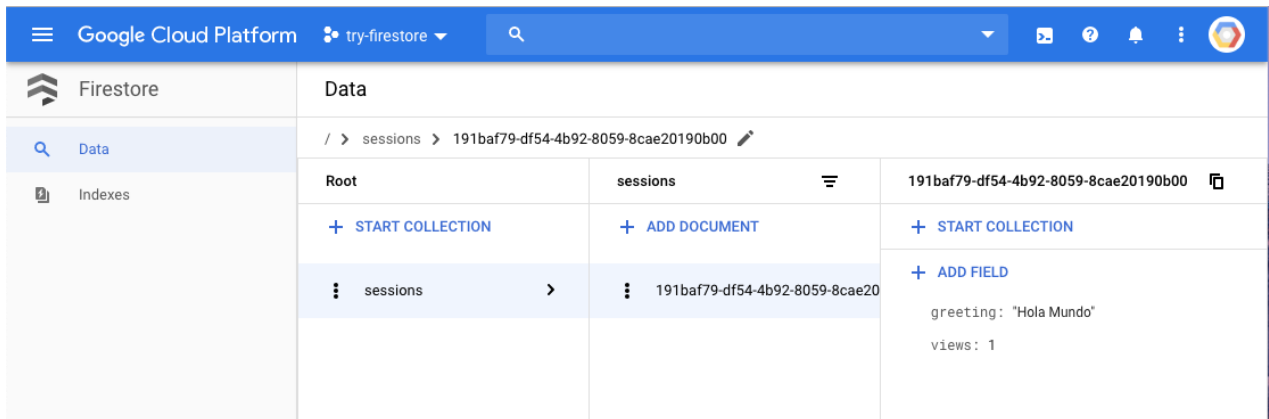 Google Cloud Platform try-firestore
Firestore
Data
Data
Indexes
/ sessions 191baf79-df54-4b92-8059-8cae20190b00
Root
START COLLECTION
sessions
sessions
ADD DOCUMENT
191baf79-df54-4b92-8059-8cae20
191baf79-df54-4b92-8059-8cae20190b00
START COLLECTION
ADD FIELD
greeting: "Hola Mundo"
views: 1